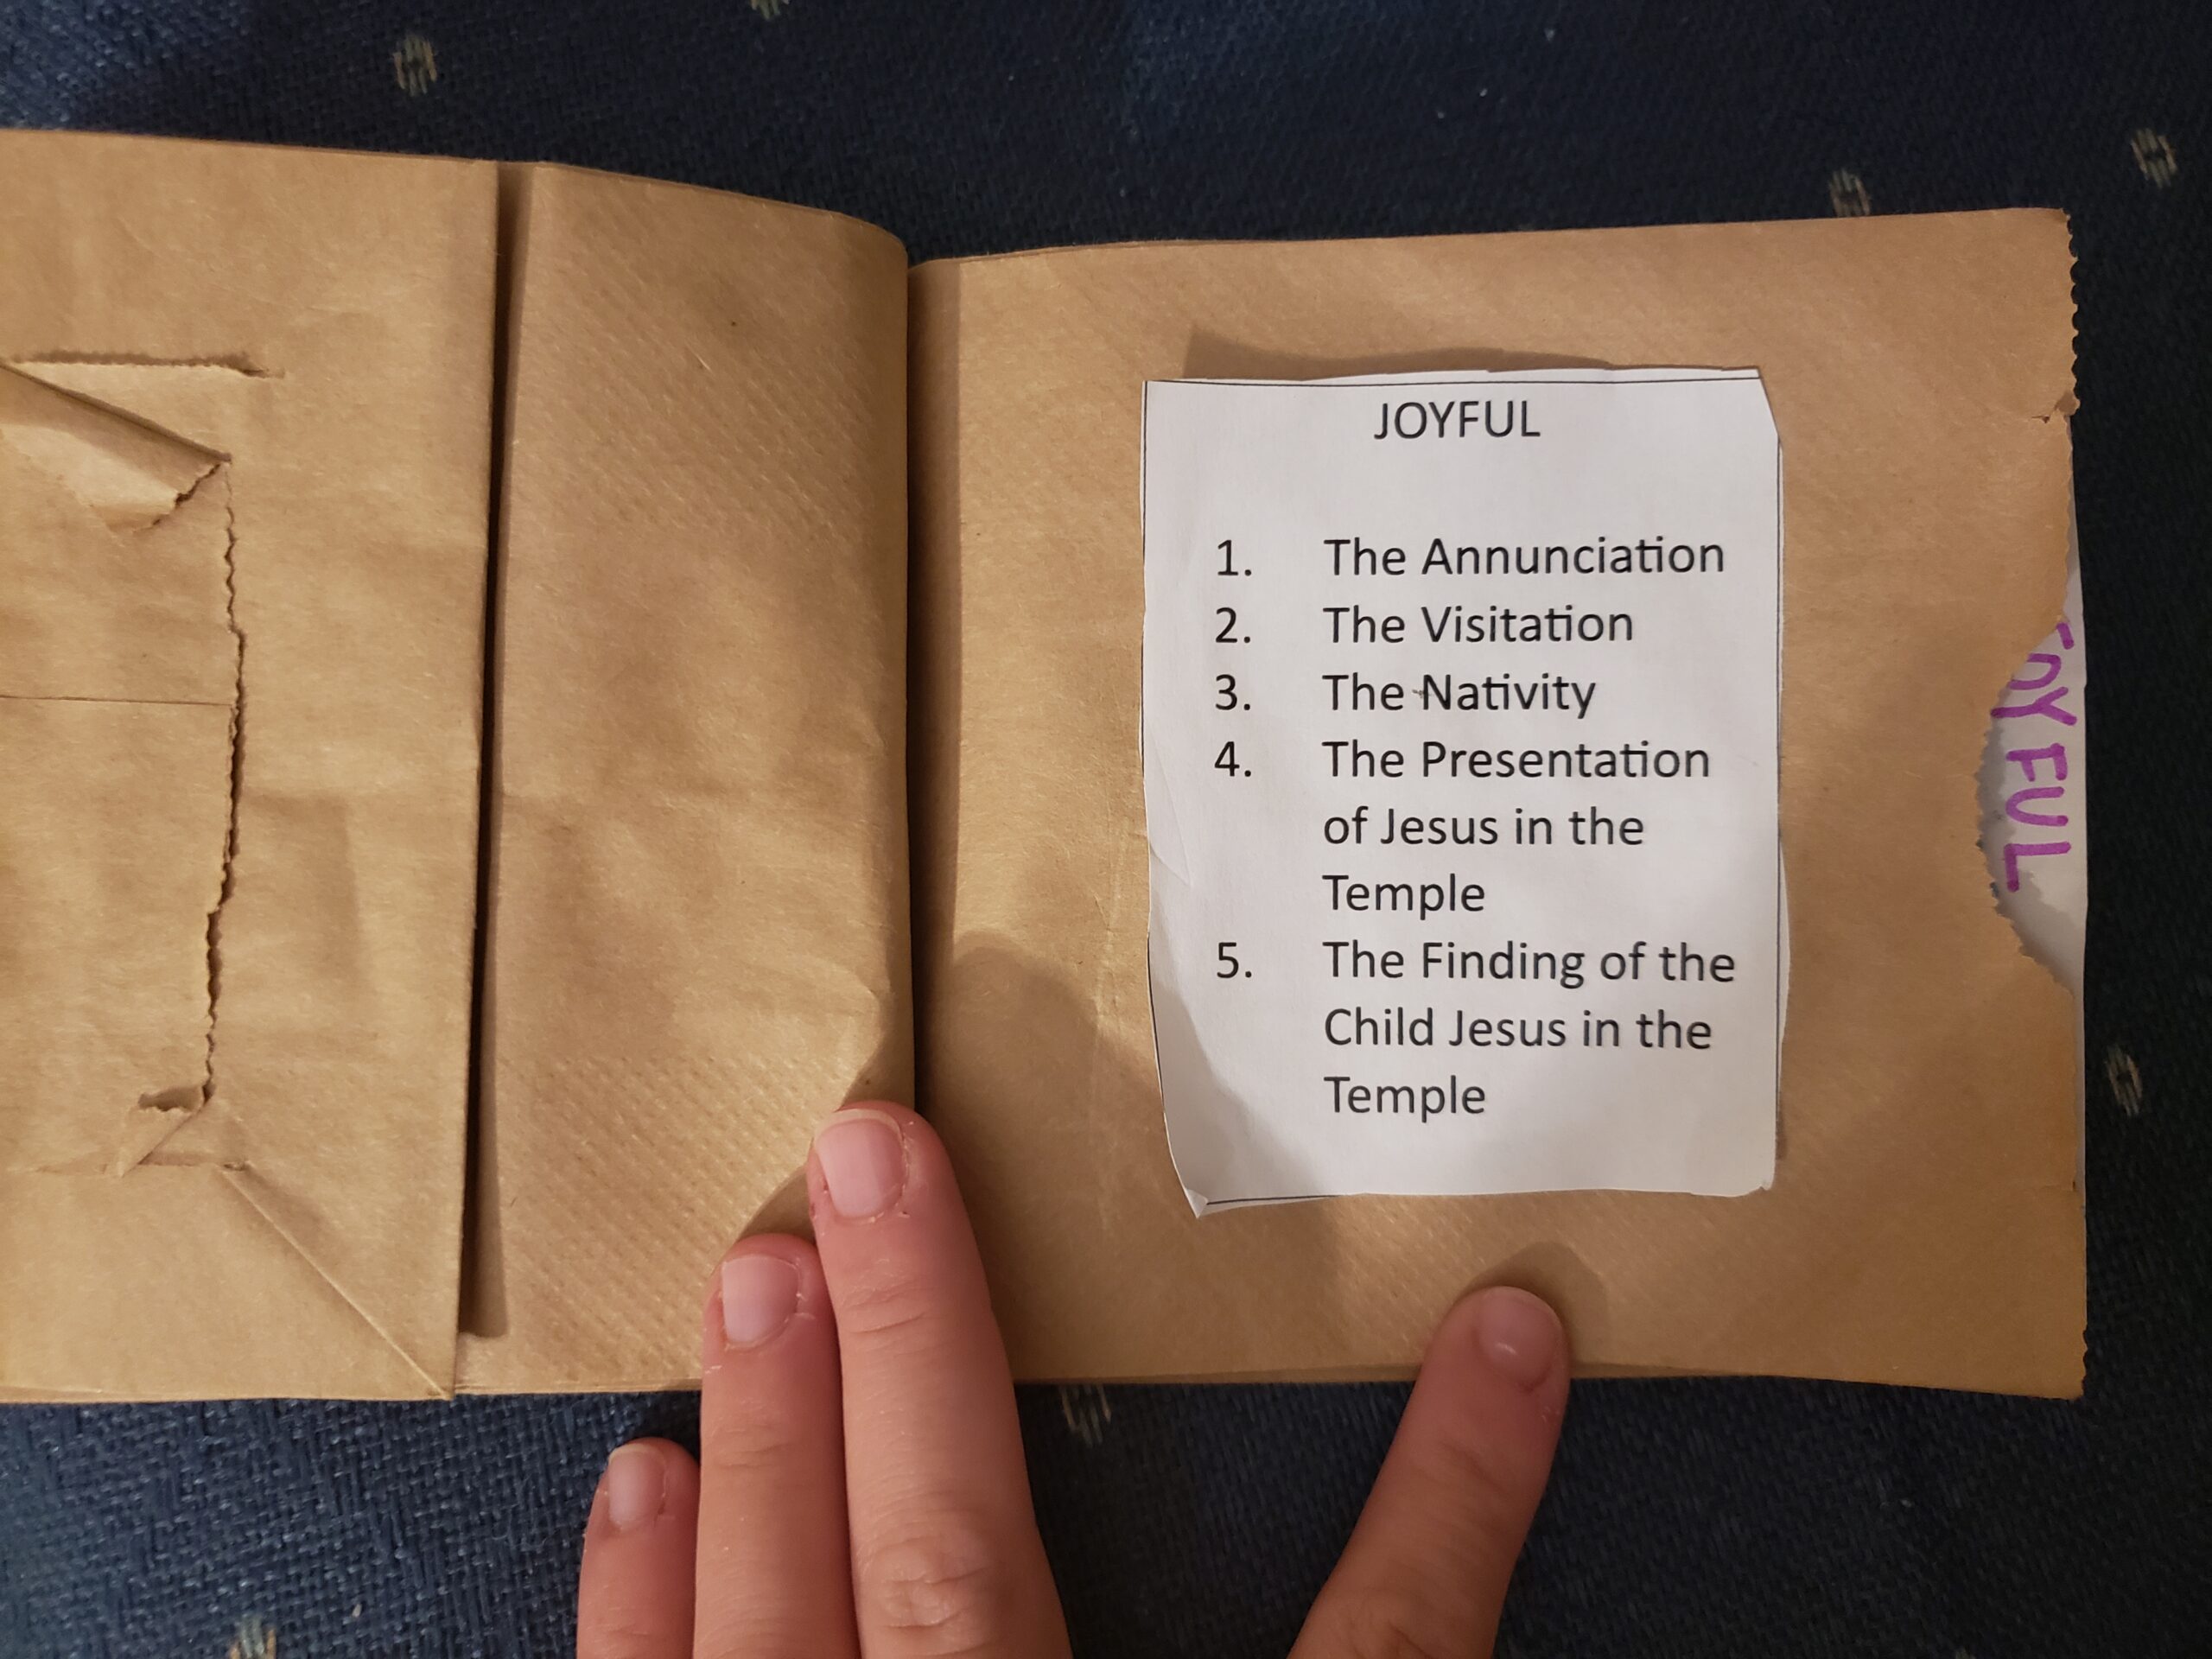 JOYFUL
1. The Annunciation
2. The Visitation
3. The Nativity
4. The Presentation
of Jesus in the
Temple
5. The Finding of the
Child Jesus in the
Temple
JOYFUL